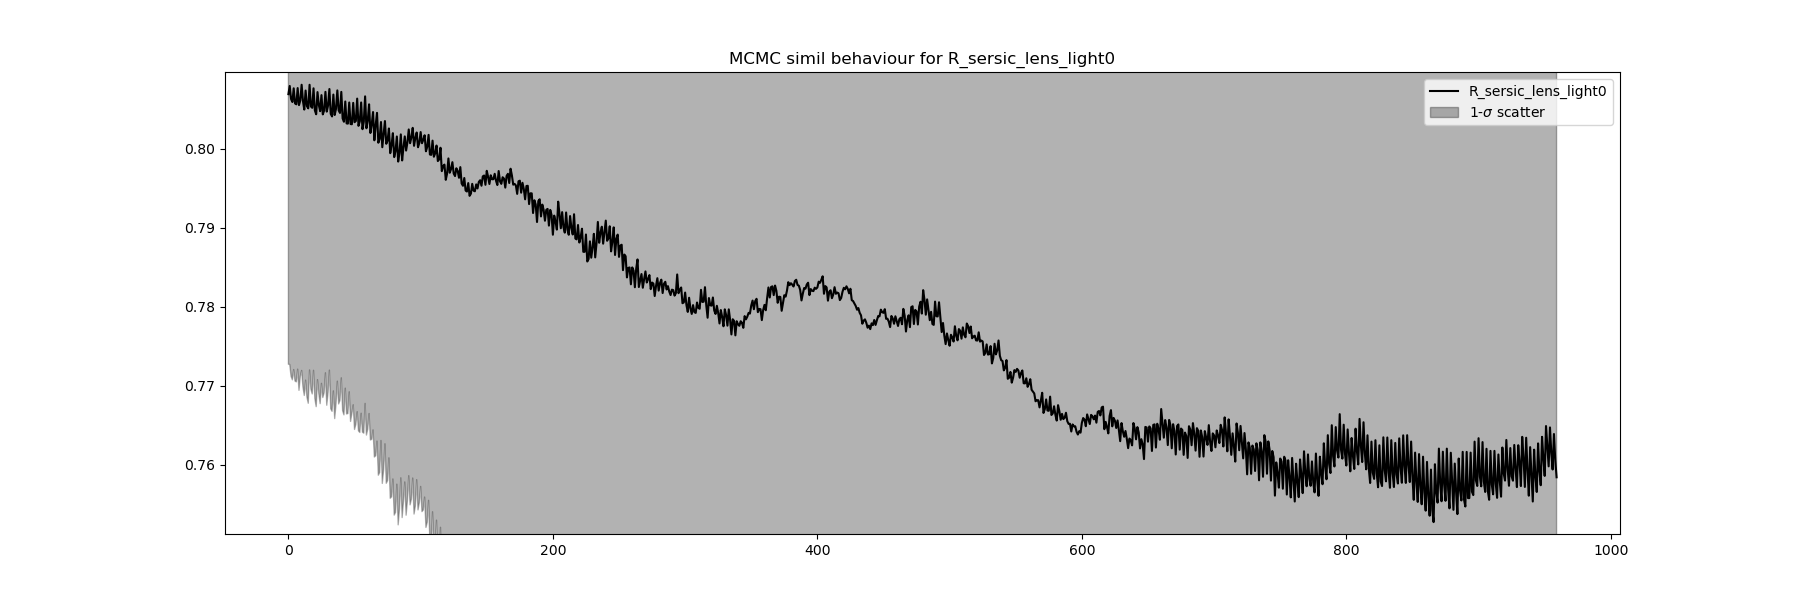 MCMC simil behaviour for R_sersic_lens_light0
R_sersic_lens_light0
1-σ scatter
0.80
0.79
0.78
0.77
0.76
0 200 400 600 800 1000